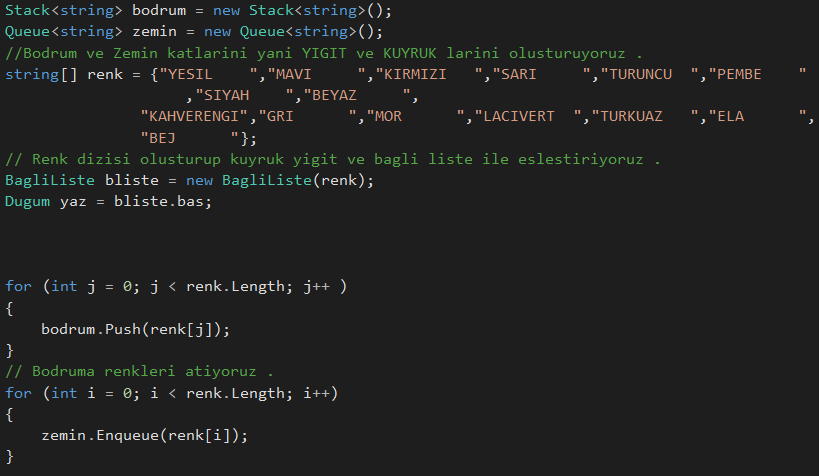 Stack<string> bodrum = new Stack<string>();
Queue<string> zemin = new Queue<string>();
//Bodrum ve Zemin katlarini yani YIGIT ve KUYRUK larini olusturuyoruz .
string[] renk = {"YESIL    ","MAVI     ","KIRMIZI   ","SARI     ","TURUNCU  ","PEMBE    "
                    ,"SIYAH    ","BEYAZ     ",
               "KAHVERENGI","GRI      ","MOR      ","LACIVERT  ","TURKUAZ   ","ELA      ",
               "BEJ      "};
// Renk dizisi olusturup kuyruk yigit ve bagli liste ile eslestiriyoruz .
BagliListe bliste = new BagliListe(renk);
Dugum yaz = bliste.bas;
for (int j = 0; j < renk.Length; j++ )
{
    bodrum.Push(renk[j]);
}
// Bodruma renkleri atiyoruz .
for (int i = 0; i < renk.Length; i++)
{
    zemin.Enqueue(renk[i]);
}